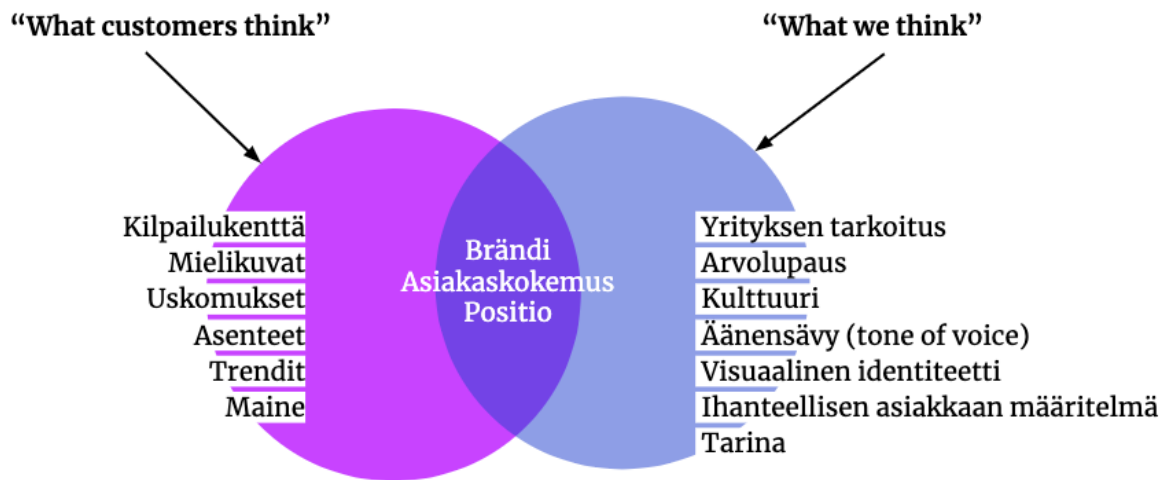 “What customers think”
“What we think”
Kilpailukenttä
Mielikuvat
Uskomukset
Asenteet
Trendit
Maine
Brändi
Asiakaskokemus
Positio
Yrityksen tarkoitus
Arvolupaus
Kulttuuri
Äänensävy (tone of voice)
Visuaalinen identiteetti
Ihanteellisen asiakkaan määritelmä
Tarina